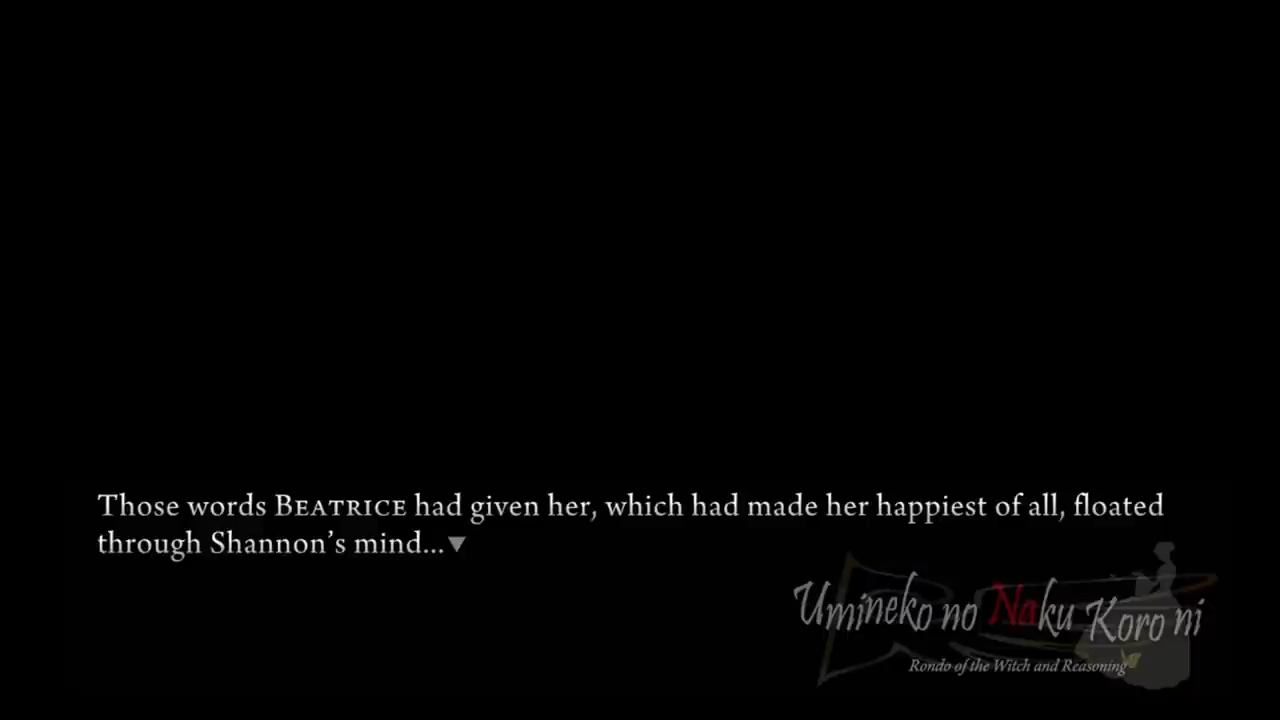 Those words BEATRICE had given her, which had made her happiest of all, floated
through Shannon's mind...
Umineko no Naku Koro ni
Rondo of the Witch and Reasoning